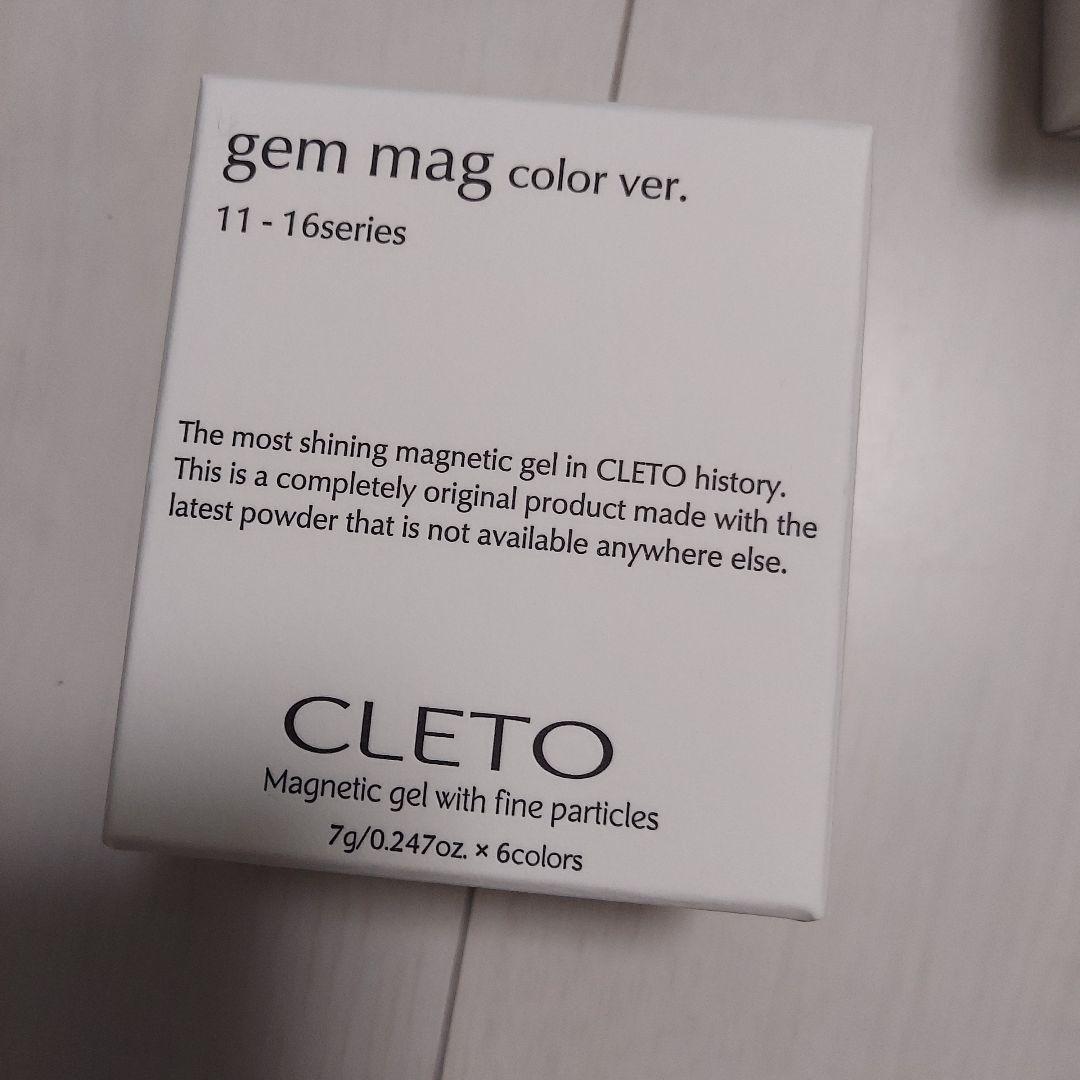 gem mag color ver.
11 - 16series
The most shining magnetic gel in CLETO history.
This is a completely original product made with the
latest powder that is not available anywhere else.
CLETO
Magnetic gel with fine particles
7g/0.247oz. × 6colors